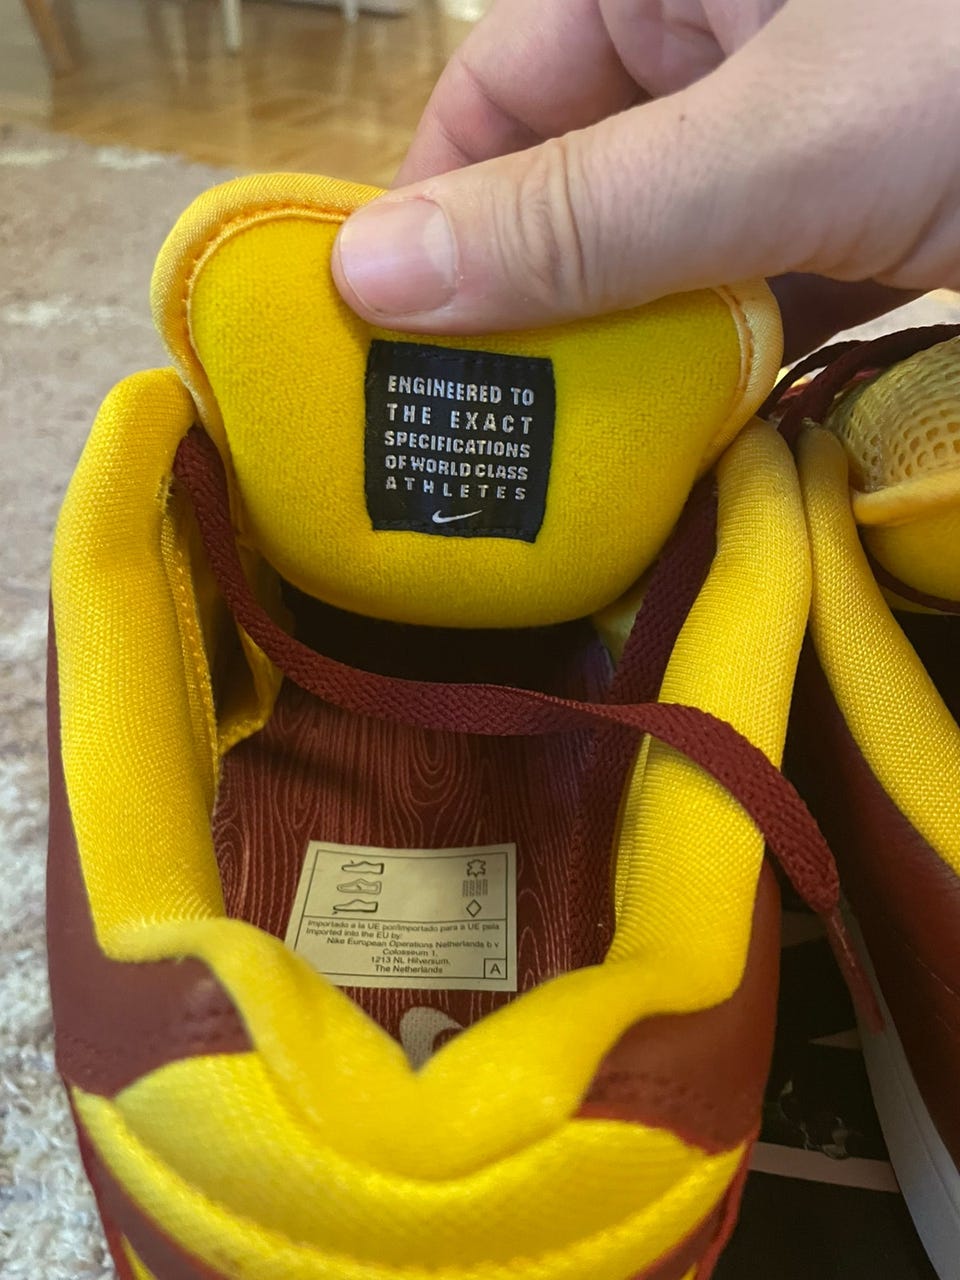 ENGINEERED TO
THE EXACT
SPECIFICATIONS
OF WORLD CLASS
ATHLETES
Importado a la UE por/Importado para a UE pela
Imported into the EU by:
Nike European Operations Netherlands b v
Colosseum 1,
1213 NL Hilversum,
The Netherlands
A